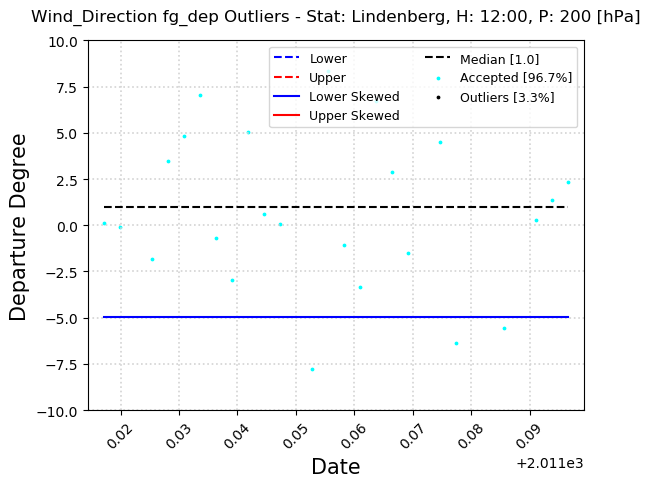 Wind_Direction fg_dep Outliers - Stat: Lindenberg, H: 12:00, P: 200 [hPa]
Lower
Upper
Lower Skewed
Upper Skewed
Median [1.0]
Accepted [96.7%]
Outliers [3.3%]
Departure Degree
10.0
7.5
5.0
2.5
0.0
−2.5
−5.0
−7.5
−10.0
0.02
0.03
0.04
0.05
0.06
0.07
0.08
0.09
+2.011e3
Date